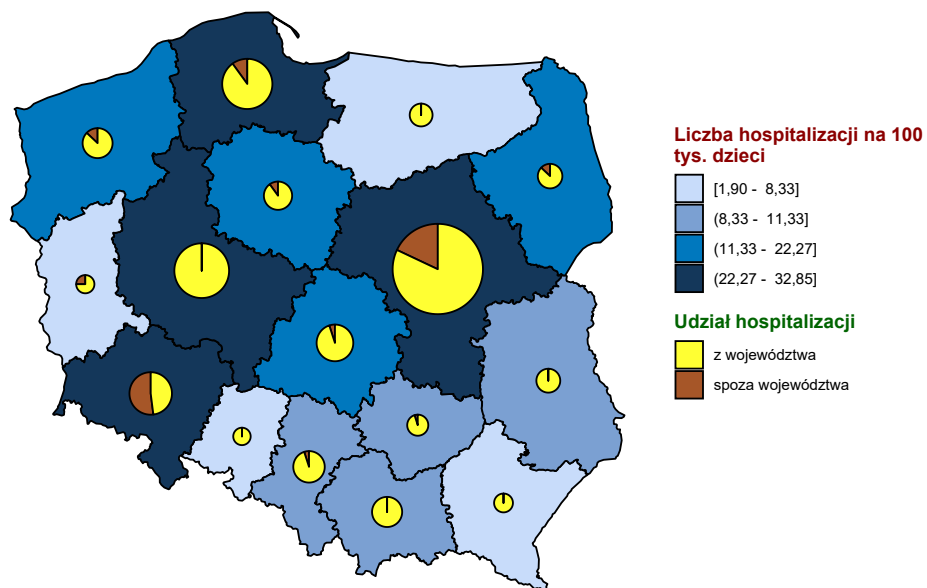 Liczba hospitalizacji na 100
tys. dzieci
[1,90 - 8,33]
(8,33 - 11,33]
(11,33 - 22,27]
(22,27 - 32,85]
Udział hospitalizacji
z województwa
spoza województwa